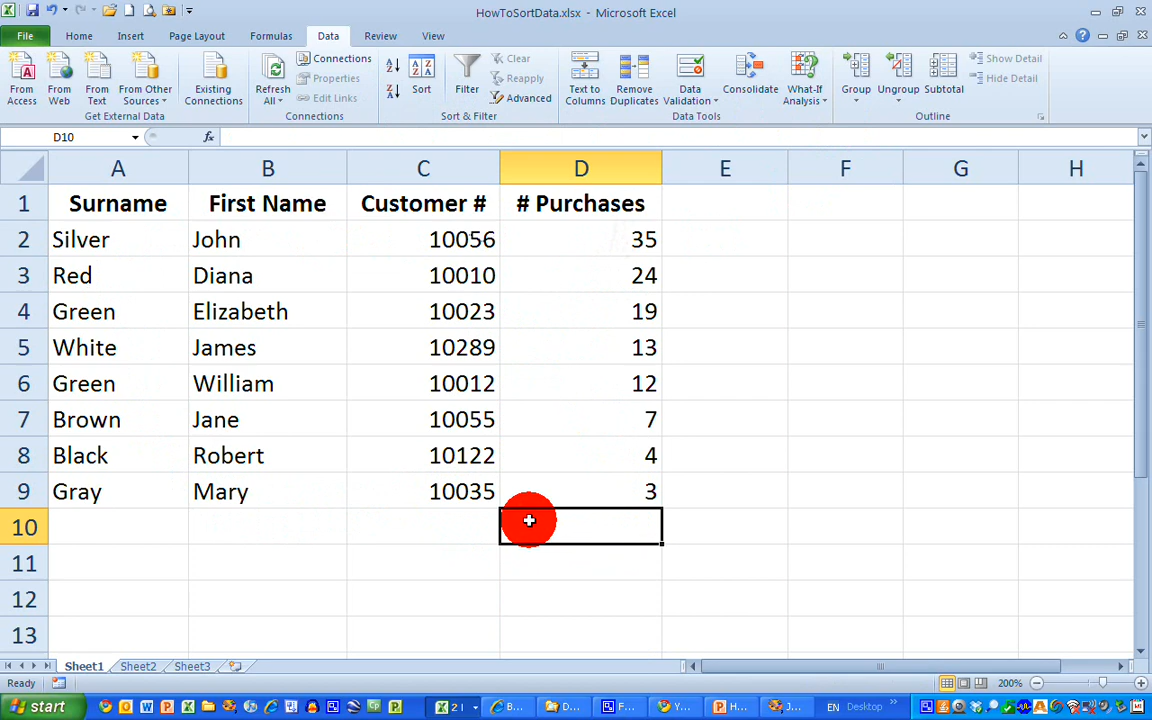 HowToSortData.xlsx - Microsoft Excel
File Home Insert Page Layout Formulas Data Review View
From Access
From Web
From Text
From Other Sources
Existing Connections
Get External Data
Refresh All
Connections
Properties
Edit Links
Connections
Sort
Filter
Clear
Reapply
Advanced
Sort & Filter
Text to Columns
Remove Duplicates
Data Validation
Consolidate
What-If Analysis
Data Tools
Group
Ungroup
Subtotal
Show Detail
Hide Detail
Outline
D10 fx
A B C D E F G H
1 Surname First Name Customer # # Purchases
2 Silver John 10056 35
3 Red Diana 10010 24
4 Green Elizabeth 10023 19
5 White James 10289 13
6 Green William 10012 12
7 Brown Jane 10055 7
8 Black Robert 10122 4
9 Gray Mary 10035 3
10
11
12
13
Sheet1 Sheet2 Sheet3
Ready 200%
start 2 B... D... F... Y... H... J... EN Desktop